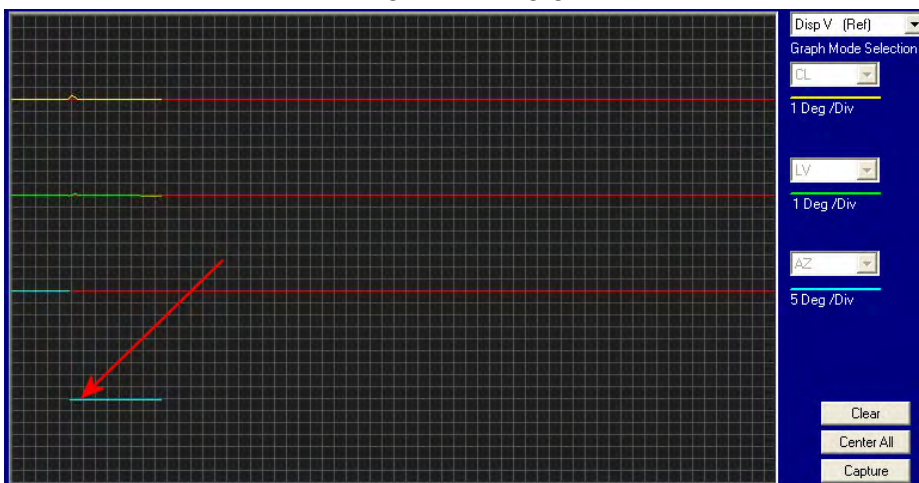 Disp V (Ref)
Graph Mode Selection
CL
1 Deg /Div
LV
1 Deg /Div
AZ
5 Deg /Div
Clear
Center All
Capture